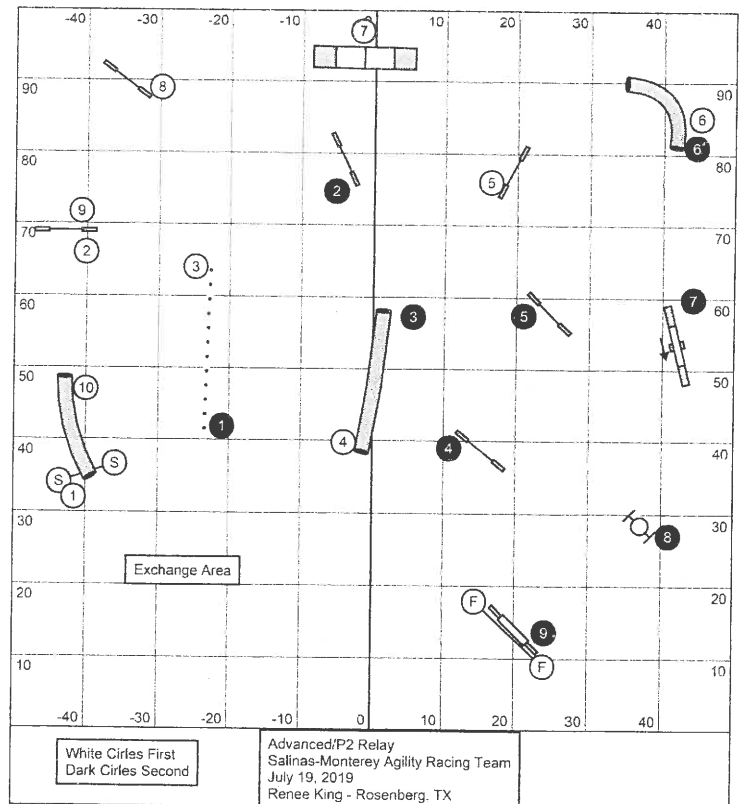 -40 -30 -20 -10 0 10 20 30 40
7
90 8 6 90
80 2 5 6 80
9
70 2 3 70
60 3 5 7 60
50 10 50
40 1 4 4 40
S S
1
30 8 30
Exchange Area
20 F 20
9
10 F 10
-40 -30 -20 -10 0 10 20 30 40
White Cirles First
Dark Cirles Second
Advanced/P2 Relay
Salinas-Monterey Agility Racing Team
July 19, 2019
Renee King - Rosenberg, TX